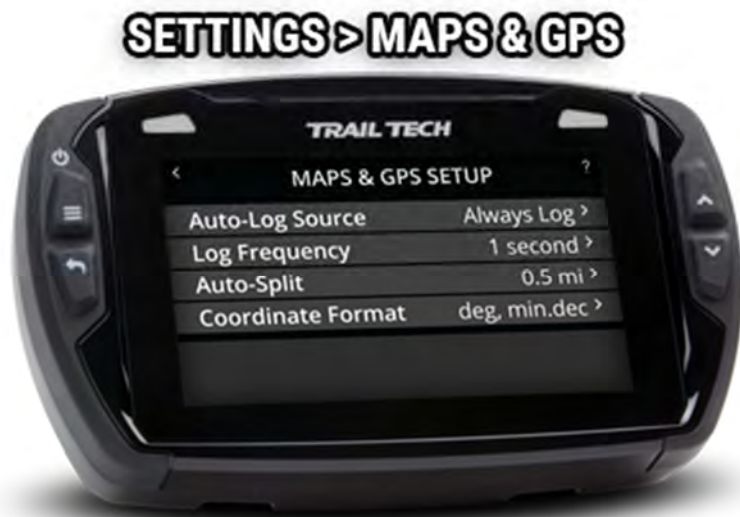 SETTINGS > MAPS & GPS
TRAIL TECH
< MAPS & GPS SETUP ?
Auto-Log Source Always Log >
Log Frequency 1 second >
Auto-Split 0.5 mi >
Coordinate Format deg, min.dec >